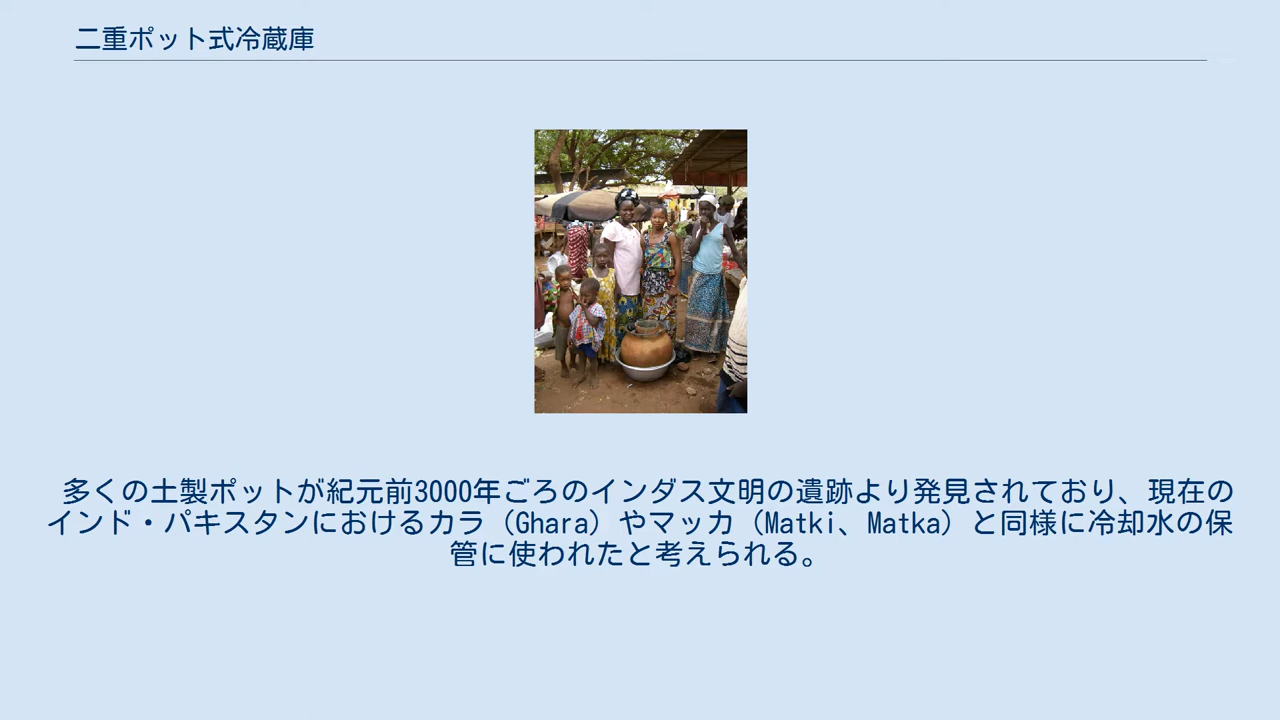 二重ポット式冷蔵庫
多くの土製ポットが紀元前3000年ごろのインダス文明の遺跡より発見されており、現在の
インド・パキスタンにおけるガラ（Ghara）やマッカ（Matki、Matka）と同様に冷却水の保
管に使われたと考えられる。